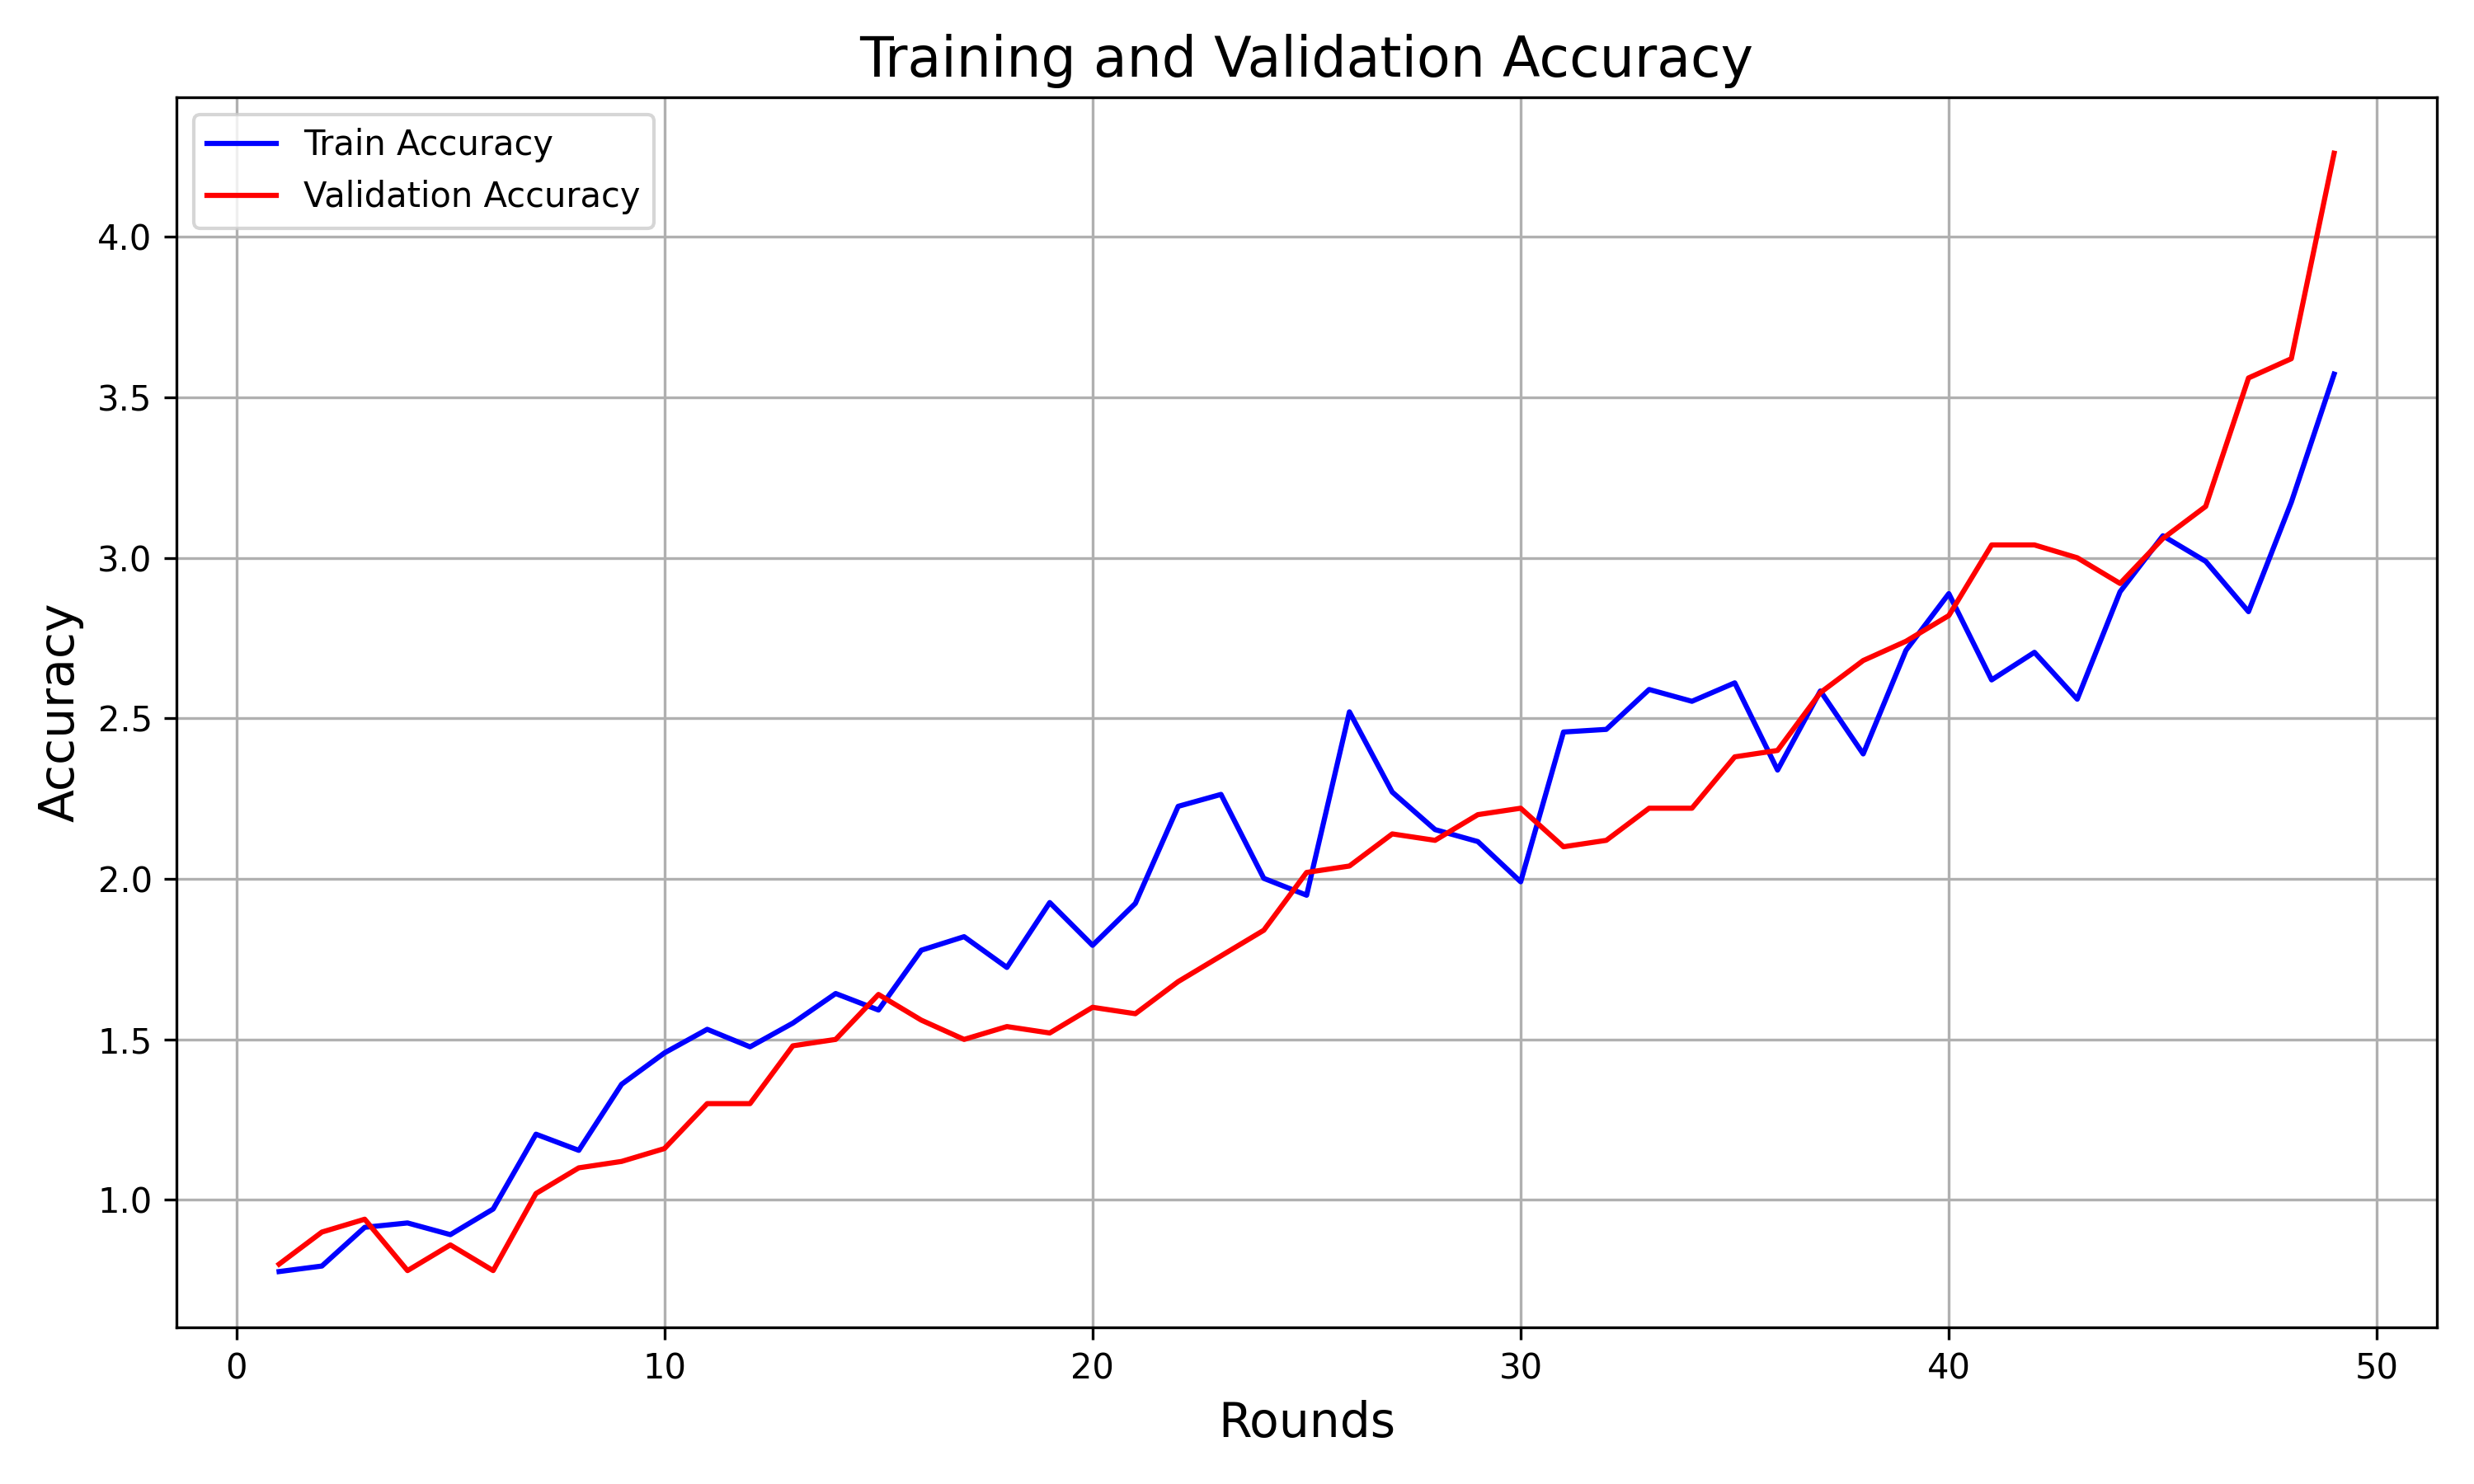 Training and Validation Accuracy
Train Accuracy
Validation Accuracy
4.0
3.5
3.0
2.5
2.0
1.5
1.0
Accuracy
0 10 20 30 40 50
Rounds